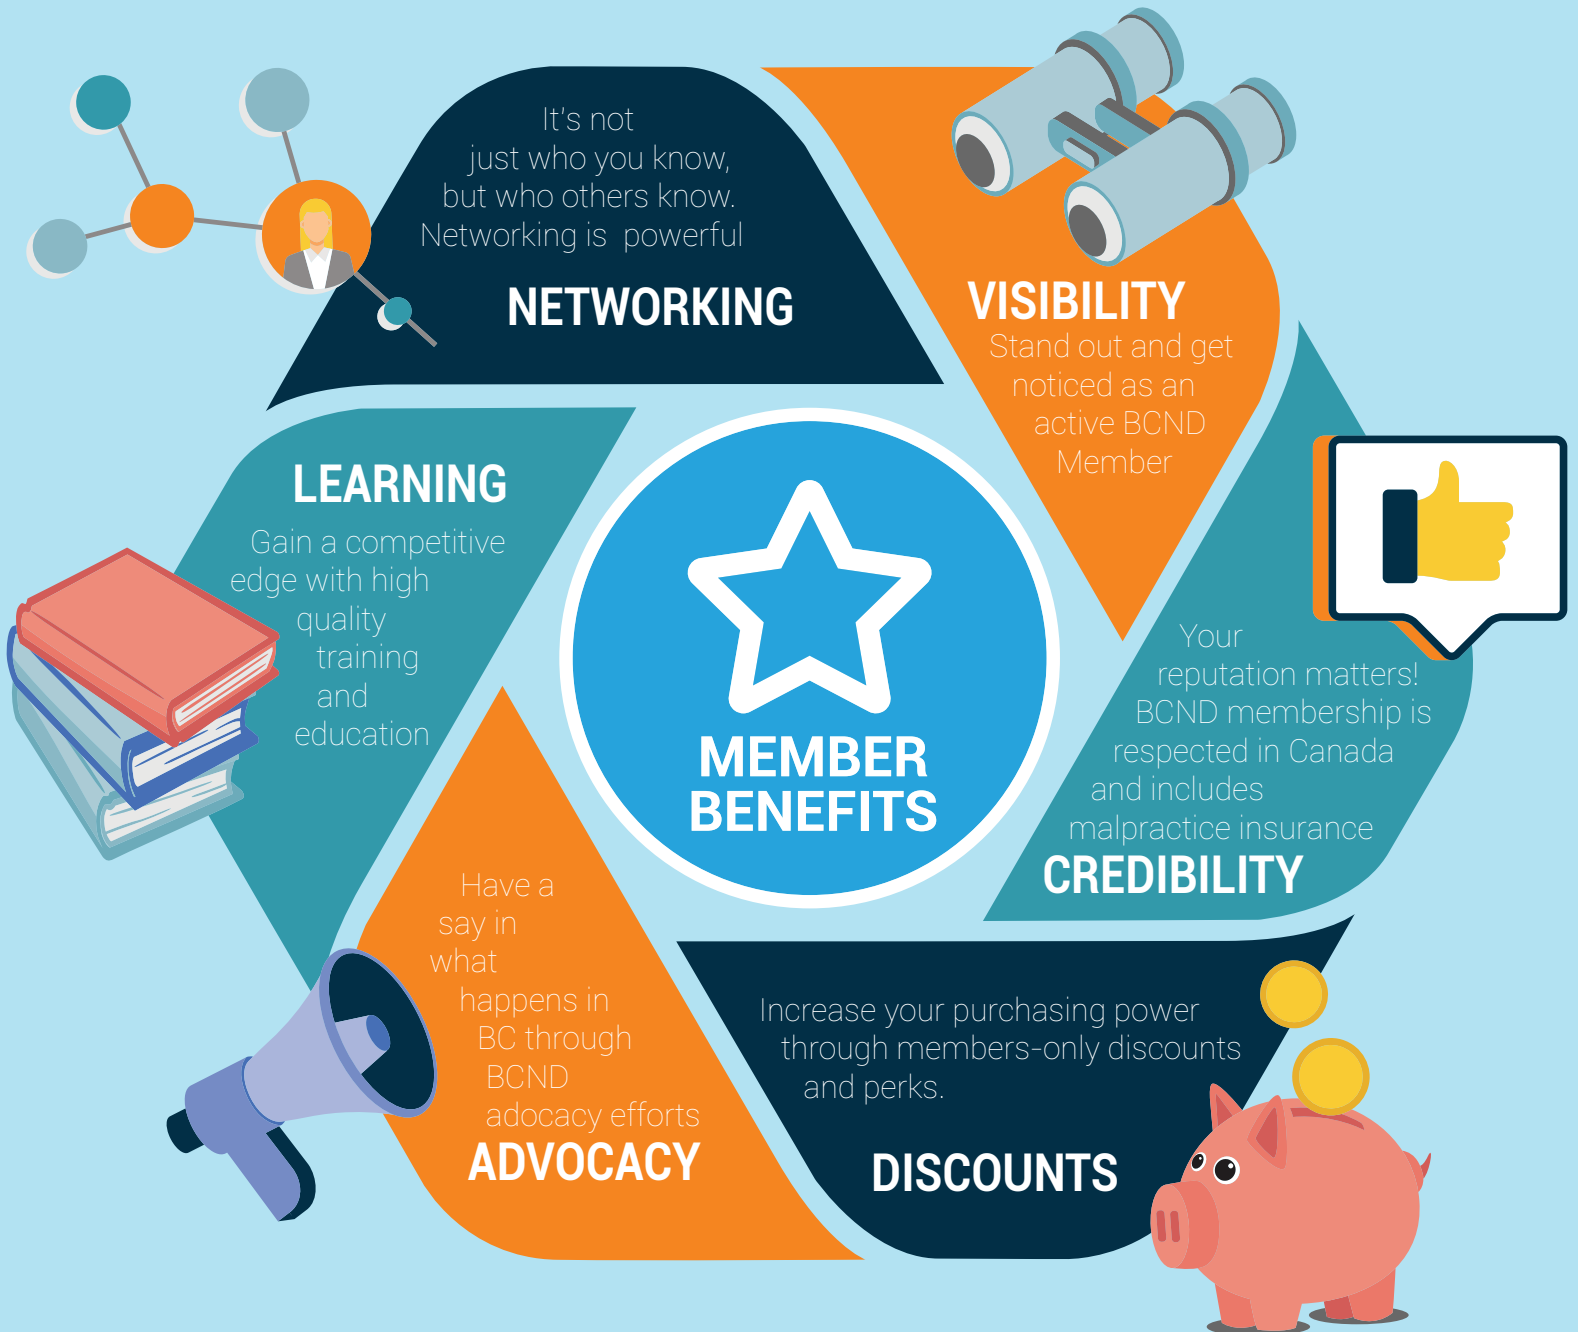 It's not
just who you know,
but who others know.
Networking is powerful
NETWORKING
VISIBILITY
Stand out and get
noticed as an
active BCND
Member
LEARNING
Gain a competitive
edge with high
quality
training
and
education
MEMBER
BENEFITS
Your
reputation matters!
BCND membership is
respected in Canada
and includes
malpractice insurance
CREDIBILITY
Have a
say in
what
happens in
BC through
BCND
adocacy efforts
ADVOCACY
Increase your purchasing power
through members-only discounts
and perks.
DISCOUNTS